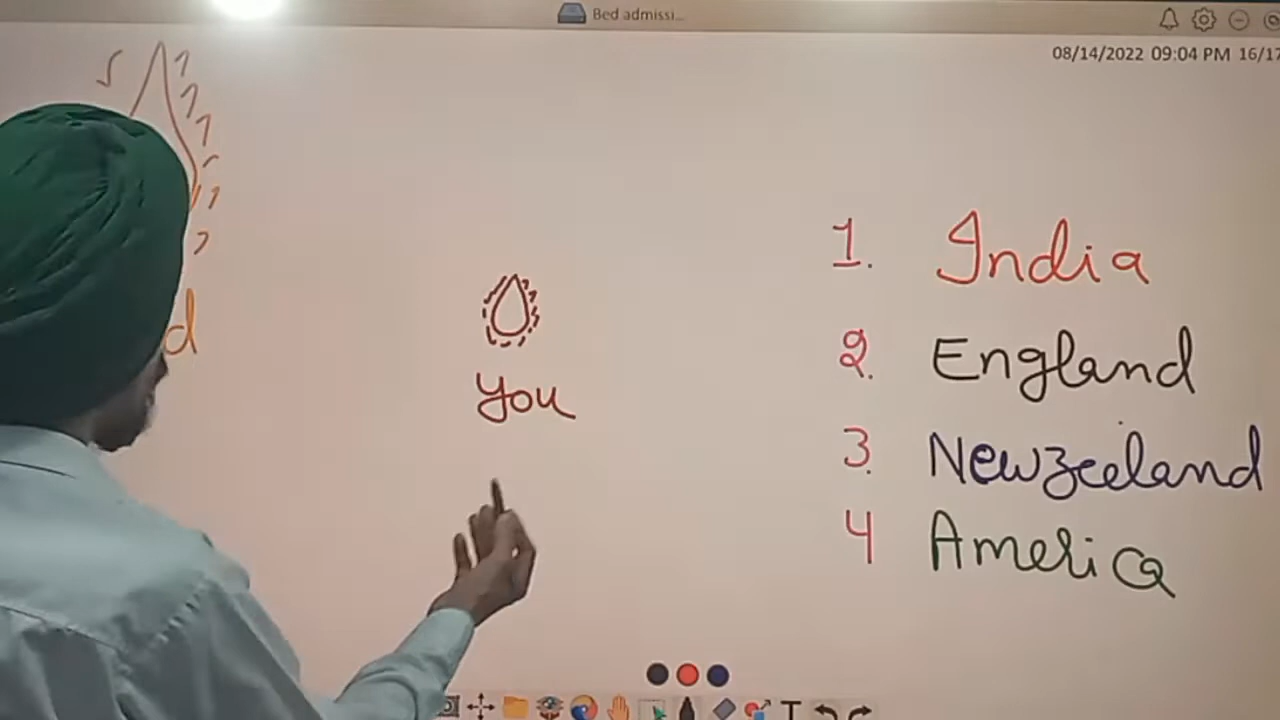 Bed admissi...
08/14/2022 09:04 PM 16/17
1. India
2. England
you
3. Newzeeland
4 America
T